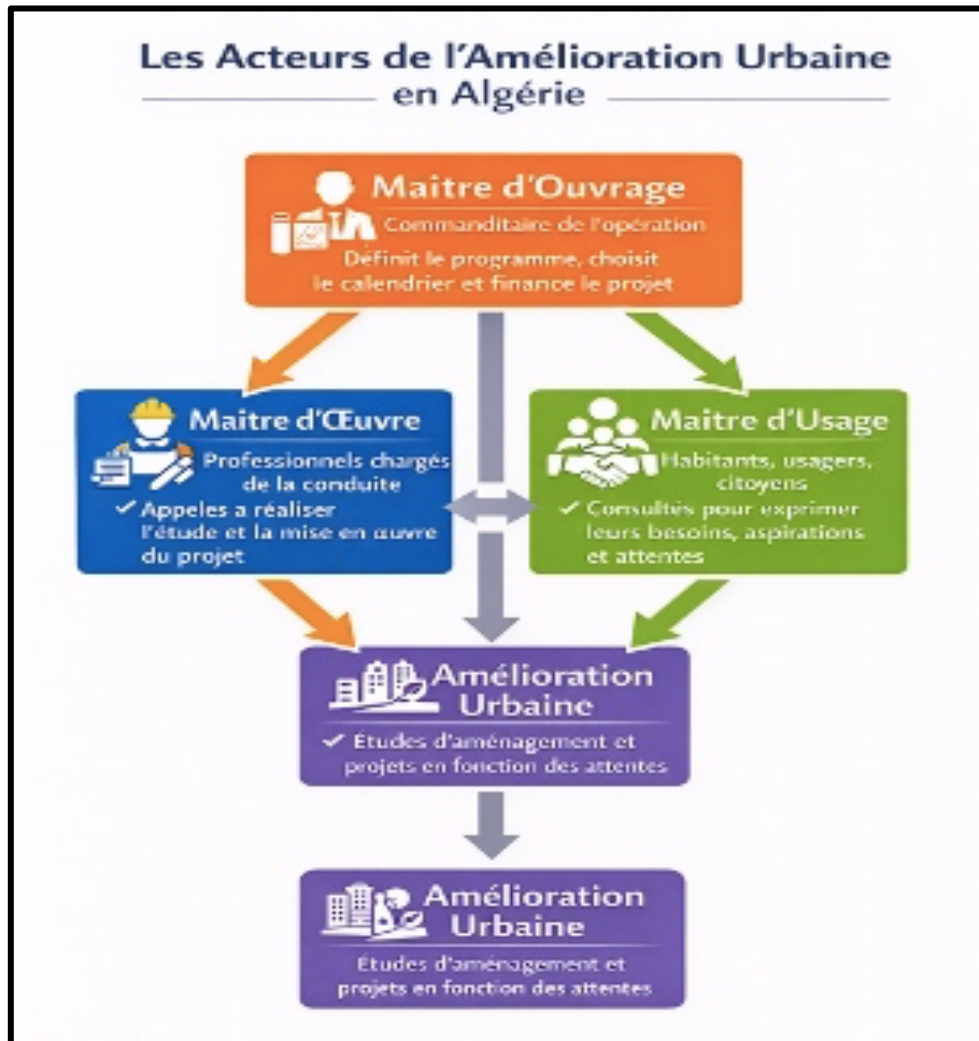 Les Acteurs de l'Amélioration Urbaine
en Algérie
Maitre d'Ouvrage
Commanditaire de l'opération
Définit le programme, choisit
le calendrier et finance le projet
Maitre d'Œuvre
Professionnels chargés
de la conduite
✓ Appeles a réaliser
l'étude et la mise en œuvre
du projet
Maitre d'Usage
Habitants, usagers,
citoyens
✓ Consultés pour exprimer
leurs besoins, aspirations
et attentes
Amélioration
Urbaine
✓ Études d'aménagement et
projets en fonction des attentes
Amélioration
Urbaine
Études d'aménagement et
projets en fonction des attentes